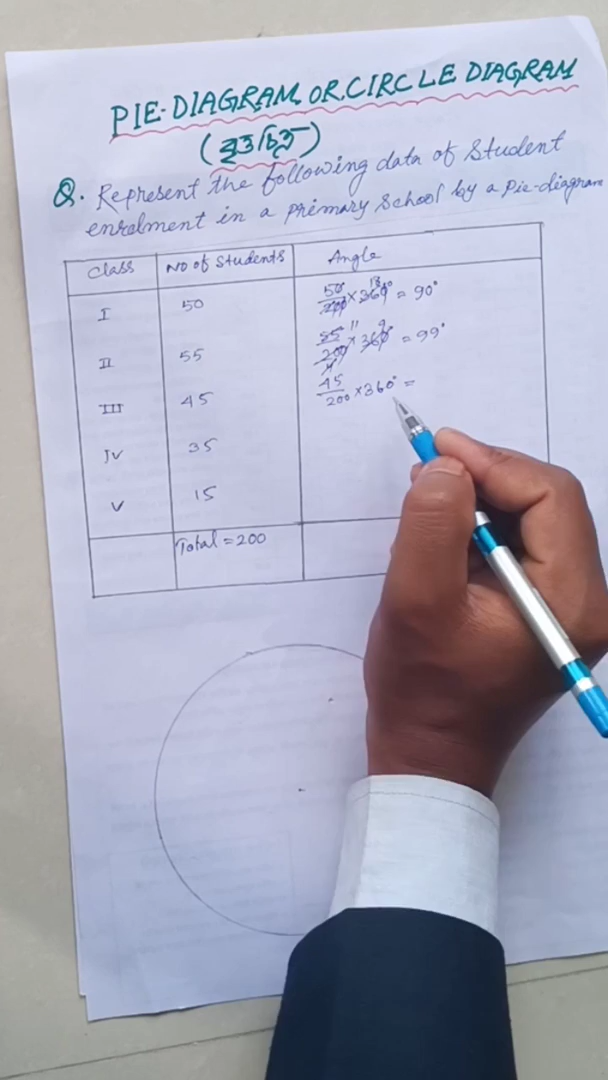 PIE-DIAGRAM OR CIRCLE DIAGRAM
(বৃত্তচিত্ৰ)
Q. Represent the following data of Student
enrolment in a primary School by a Pie-diagram
Class No of Students Angle
I 50 50/200 × 360° = 90°
II 55 55/200 × 360° = 99°
III 45 45/200 × 360° =
IV 35
V 15
Total = 200